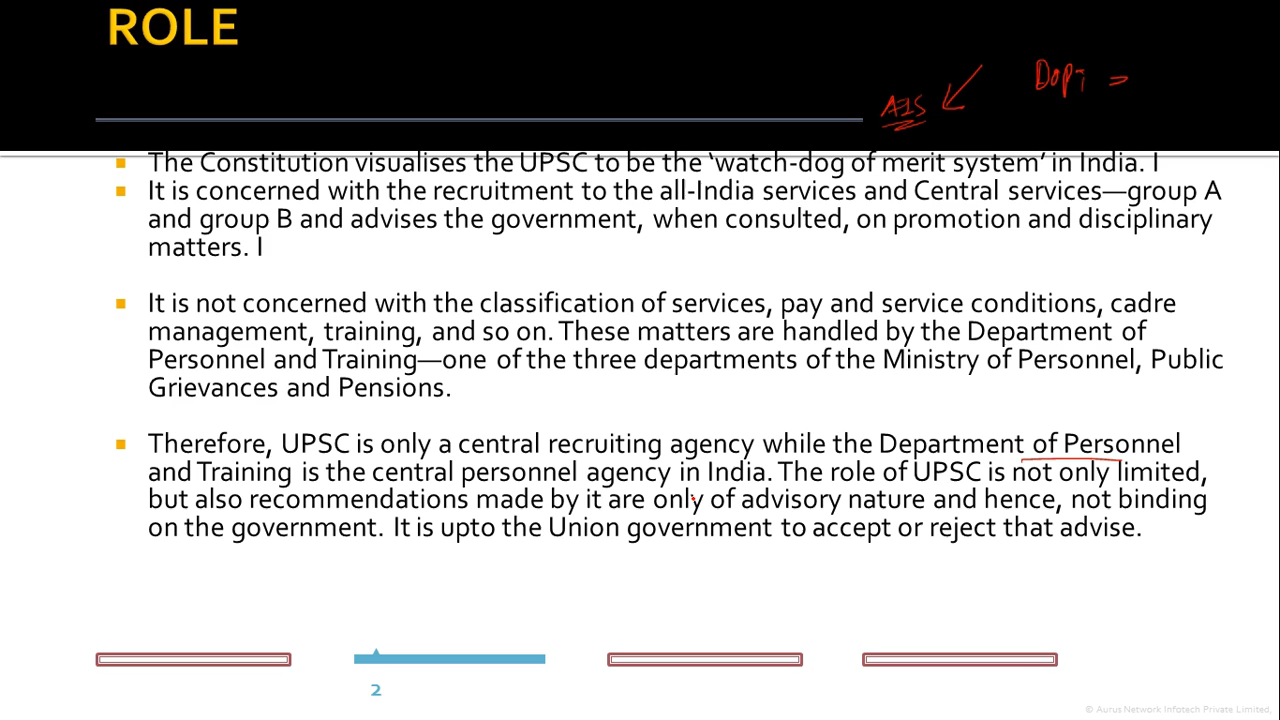 ROLE
AIS
DOPT =
The Constitution visualises the UPSC to be the ‘watch-dog of merit system’ in India. I
It is concerned with the recruitment to the all-India services and Central services—group A
and group B and advises the government, when consulted, on promotion and disciplinary
matters. I
It is not concerned with the classification of services, pay and service conditions, cadre
management, training, and so on. These matters are handled by the Department of
Personnel and Training—one of the three departments of the Ministry of Personnel, Public
Grievances and Pensions.
Therefore, UPSC is only a central recruiting agency while the Department of Personnel
and Training is the central personnel agency in India. The role of UPSC is not only limited,
but also recommendations made by it are only of advisory nature and hence, not binding
on the government. It is upto the Union government to accept or reject that advise.
2
© Aurus Network Infotech Private Limited,